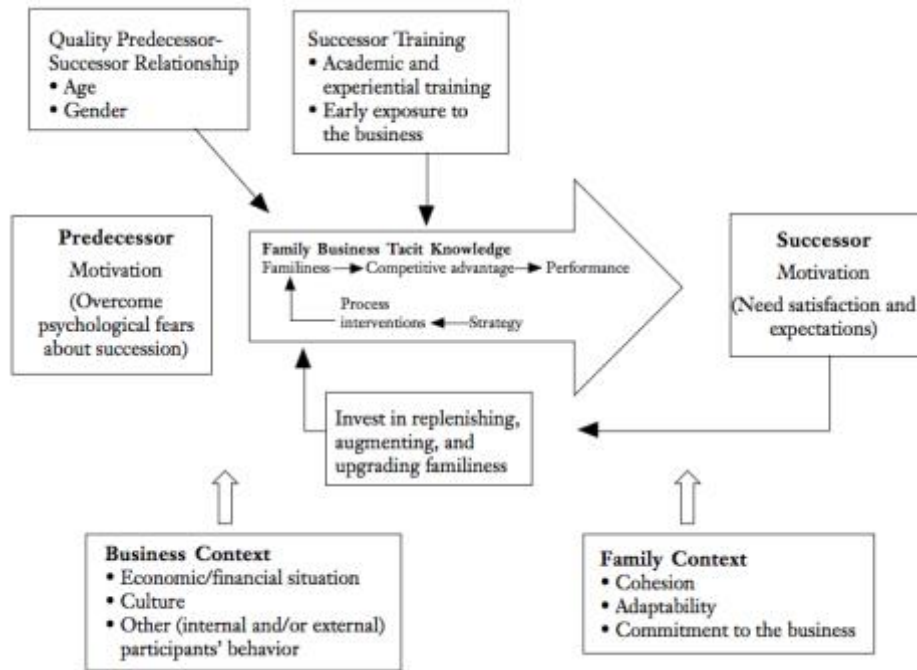 Quality Predecessor-
Successor Relationship
• Age
• Gender
Successor Training
• Academic and
experiential training
• Early exposure to
the business
Predecessor
Motivation
(Overcome
psychological fears
about succession)
Family Business Tacit Knowledge
Familiness Competitive advantage Performance
Process
interventions Strategy
Successor
Motivation
(Need satisfaction and
expectations)
Invest in replenishing,
augmenting, and
upgrading familiness
Business Context
• Economic/financial situation
• Culture
• Other (internal and/or external)
participants' behavior
Family Context
• Cohesion
• Adaptability
• Commitment to the business